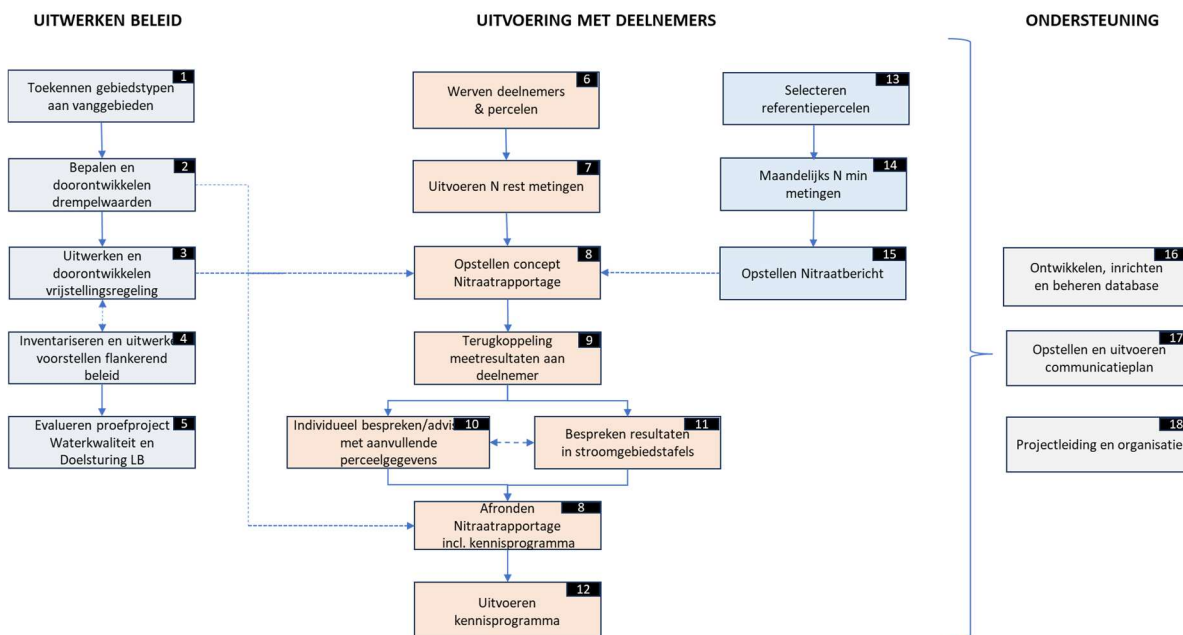 UITWERKEN BELEID
1
Toekennen gebiedstypen
aan vanggebieden
2
Bepalen en
doorontwikkelen
drempelwaarden
3
Uitwerken en
doorontwikkelen
vrijstellingsregeling
4
Inventariseren en uitwerke
voorstellen flankerend
beleid
5
Evalueren proefproject
Waterkwaliteit en
Doelsturing LB
UITVOERING MET DEELNEMERS
6
Werven deelnemers
& percelen
7
Uitvoeren N rest metingen
8
Opstellen concept
Nitraatrapportage
9
Terugkoppeling
meetresultaten aan
deelnemer
10
Individueel bespreken/advis
met aanvullende
perceelgegevens
11
Bespreken resultaten
in stroomgebiedstafels
8
Afronden
Nitraatrapportage
incl. kennisprogramma
12
Uitvoeren
kennisprogramma
13
Selecteren
referentiepercelen
14
Maandelijks N min
metingen
15
Opstellen Nitraatbericht
ONDERSTEUNING
16
Ontwikkelen, inrichten
en beheren database
17
Opstellen en uitvoeren
communicatieplan
18
Projectleiding en organisatie